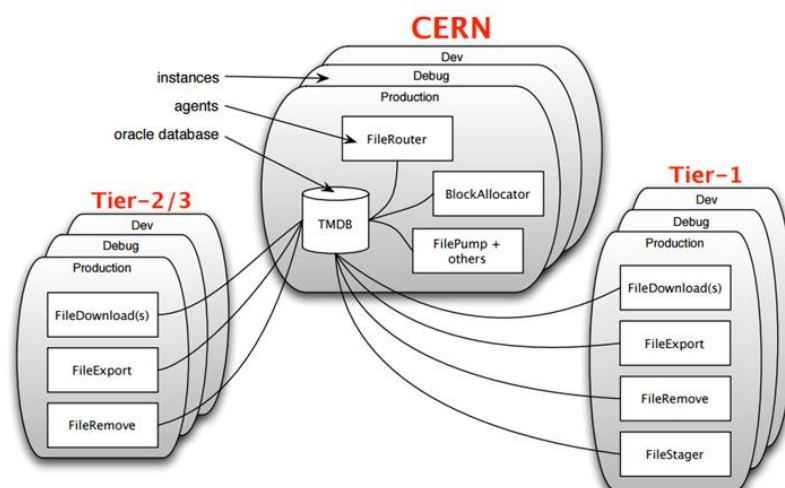 CERN
Dev
Debug
Production
instances
agents
oracle database
FileRouter
BlockAllocator
TMDB
FilePump +
others
Tier-2/3
Dev
Debug
Production
FileDownload(s)
FileExport
FileRemove
Tier-1
Dev
Debug
Production
FileDownload(s)
FileExport
FileRemove
FileStager